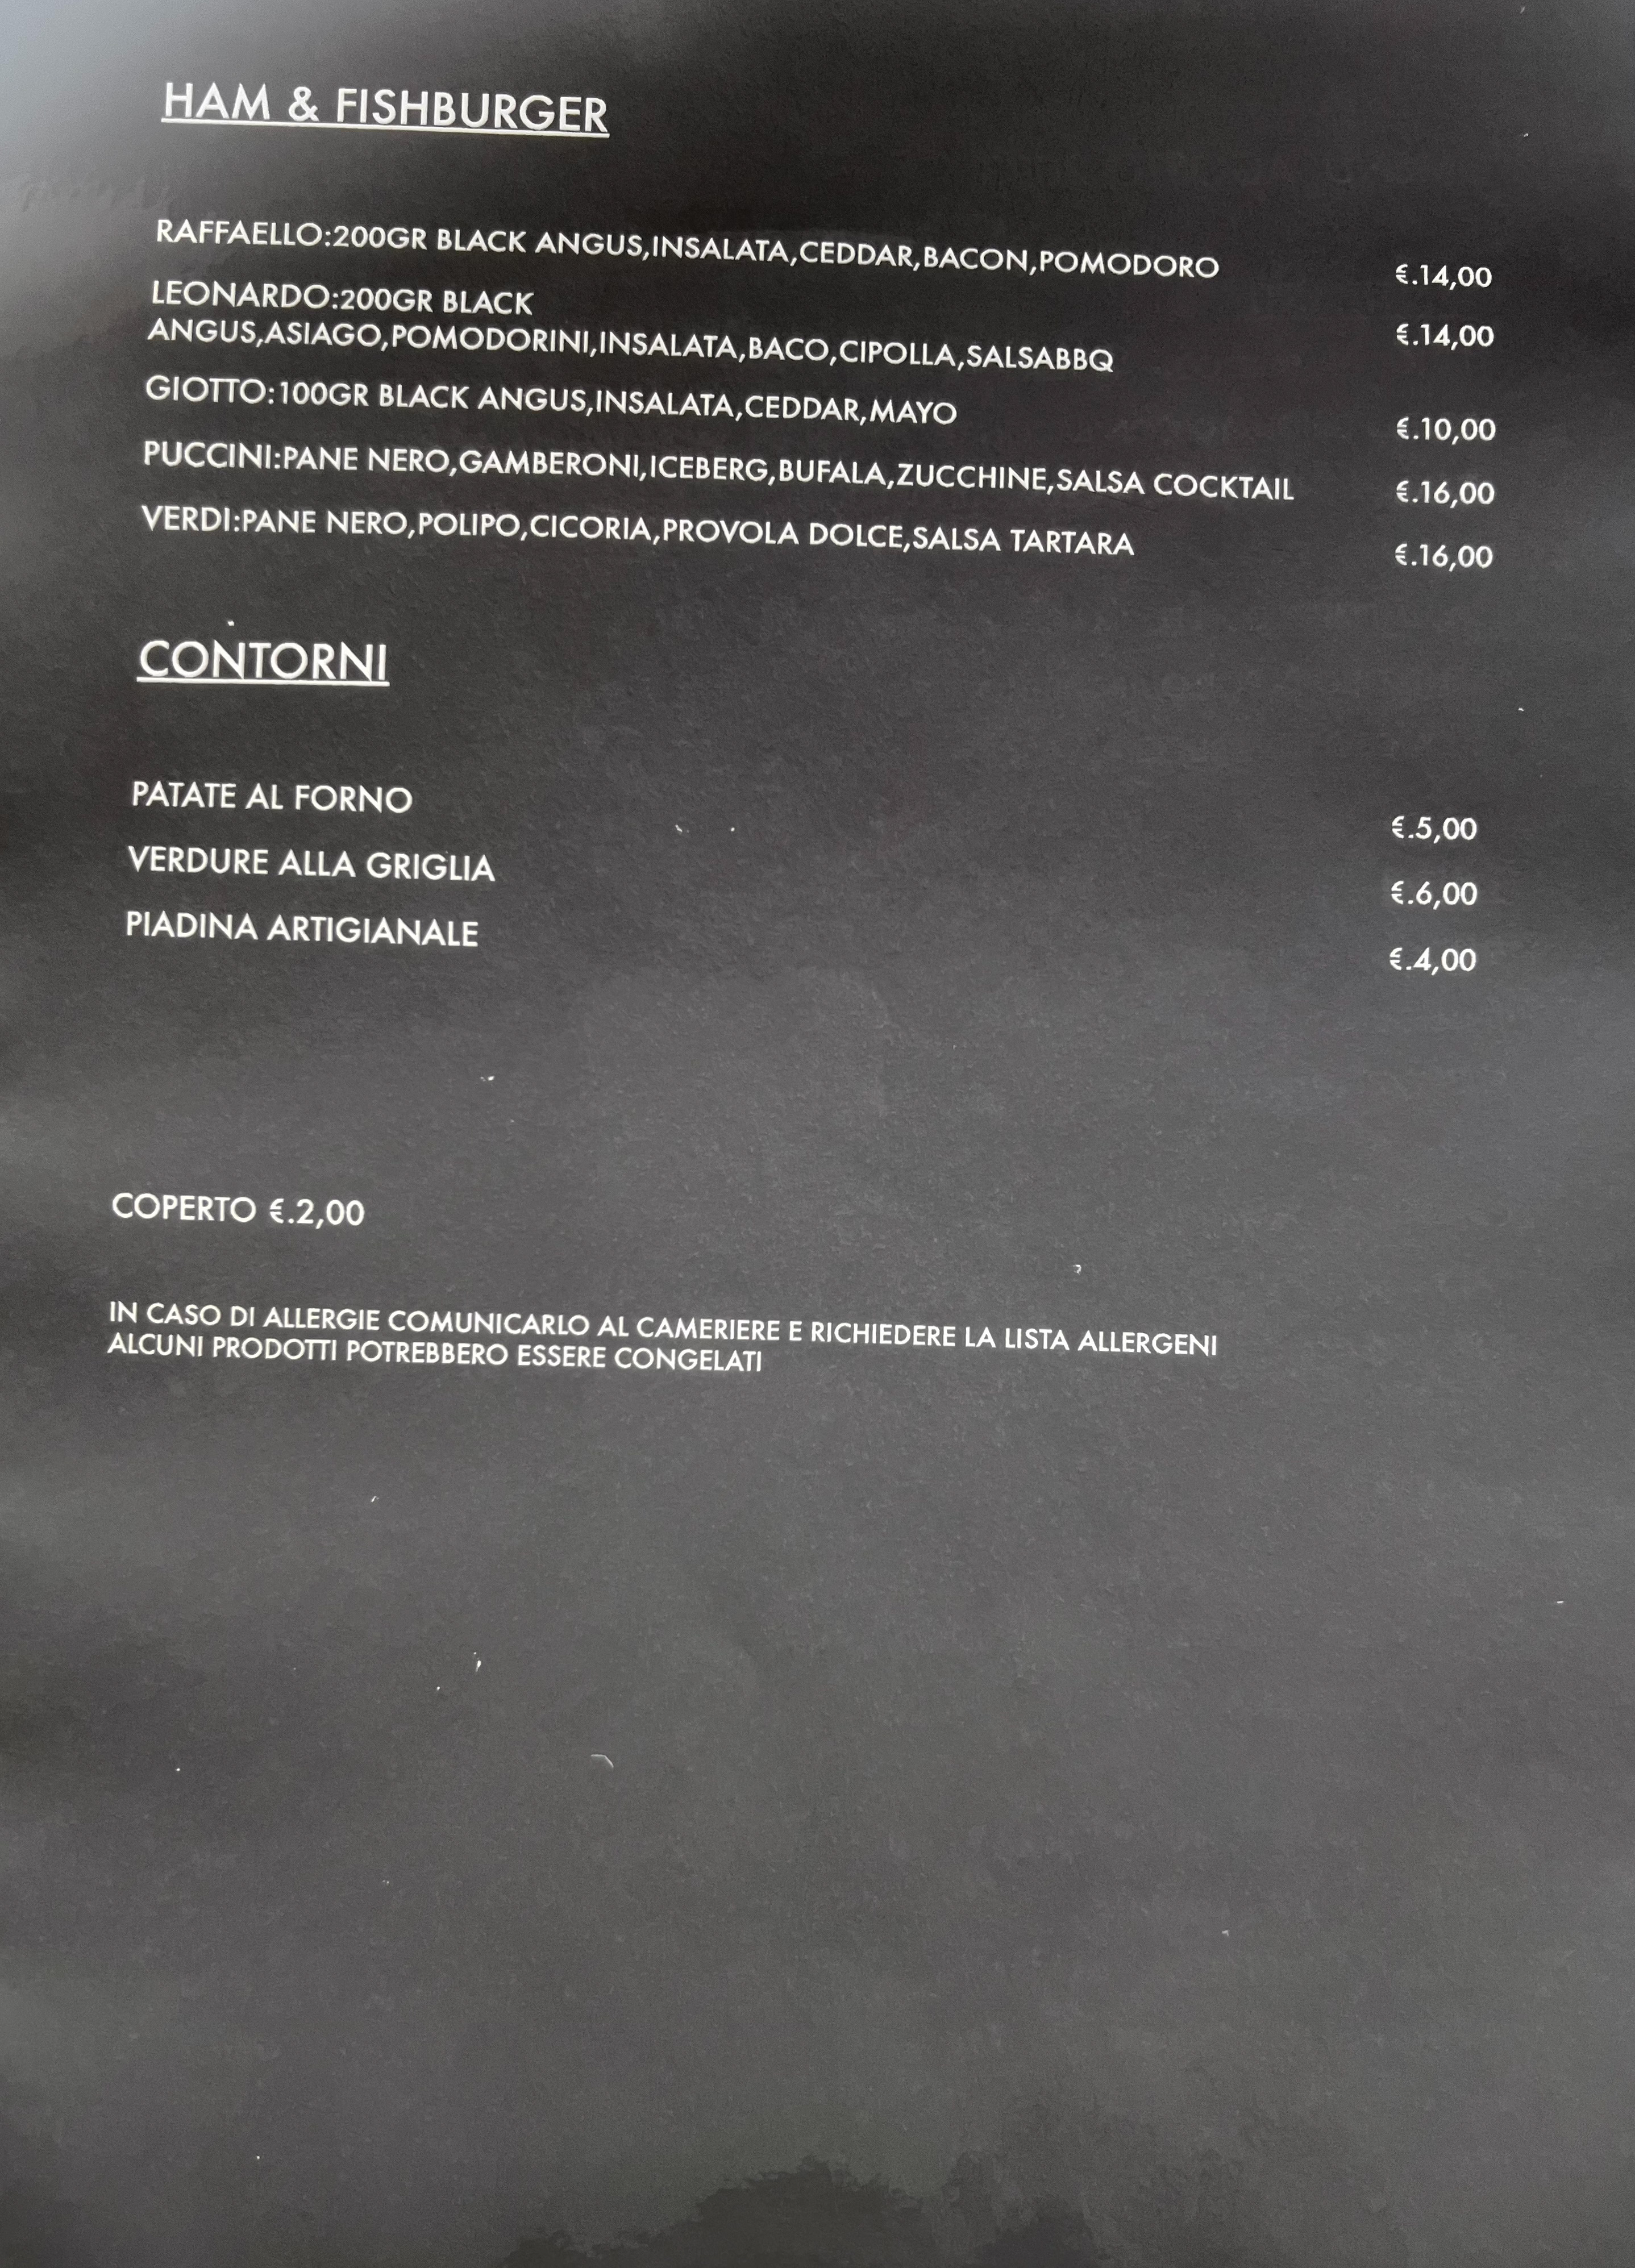 HAM & FISHBURGER
RAFFAELLO:200GR BLACK ANGUS,INSALATA,CEDDAR,BACON,POMODORO €.14,00
LEONARDO:200GR BLACK €.14,00
ANGUS,ASIAGO,POMODORINI,INSALATA,BACO,CIPOLLA,SALSABBQ
GIOTTO:100GR BLACK ANGUS,INSALATA,CEDDAR,MAYO €.10,00
PUCCINI:PANE NERO,GAMBERONI,ICEBERG,BUFALA,ZUCCHINE,SALSA COCKTAIL €.16,00
VERDI:PANE NERO,POLIPO,CICORIA,PROVOLA DOLCE,SALSA TARTARA €.16,00
CONTORNI
PATATE AL FORNO €.5,00
VERDURE ALLA GRIGLIA €.6,00
PIADINA ARTIGIANALE €.4,00
COPERTO €.2,00
IN CASO DI ALLERGIE COMUNICARLO AL CAMERIERE E RICHIEDERE LA LISTA ALLERGENI
ALCUNI PRODOTTI POTREBBERO ESSERE CONGELATI